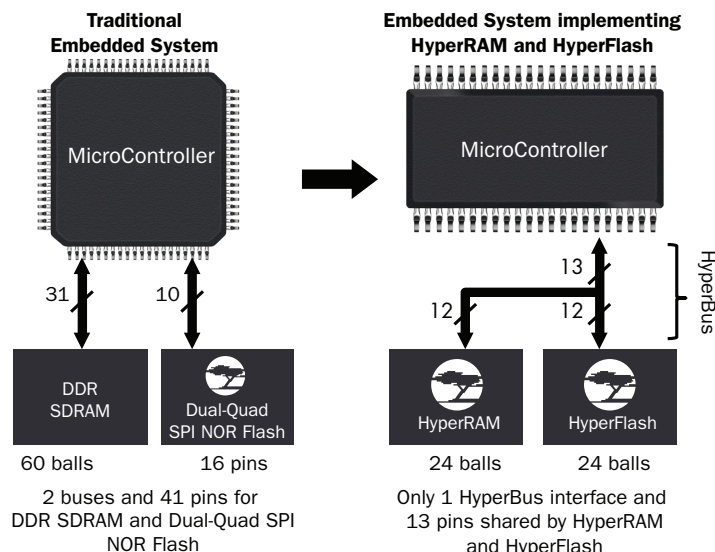 Traditional
Embedded System
MicroController
31
10
DDR
SDRAM
Dual-Quad
SPI NOR Flash
60 balls
16 pins
2 buses and 41 pins for
DDR SDRAM and Dual-Quad SPI
NOR Flash
Embedded System implementing
HyperRAM and HyperFlash
MicroController
13
12
12
HyperBus
HyperRAM
HyperFlash
24 balls
24 balls
Only 1 HyperBus interface and
13 pins shared by HyperRAM
and HyperFlash